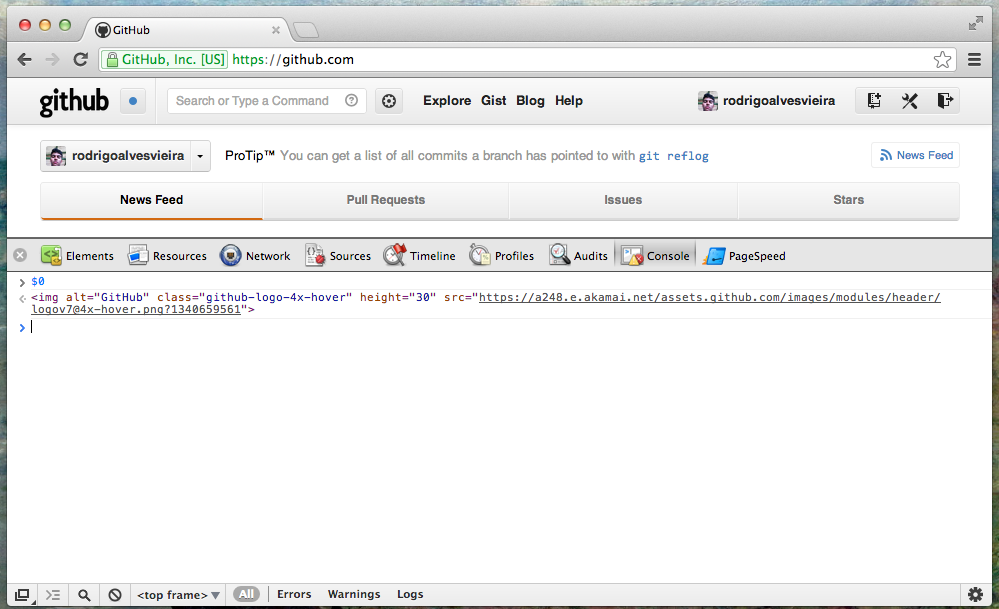 GitHub
GitHub, Inc. [US] https://github.com
github Search or Type a Command Explore Gist Blog Help rodrigoalvesvieira
rodrigoalvesvieira ProTip™ You can get a list of all commits a branch has pointed to with git reflog News Feed
News Feed Pull Requests Issues Stars
Elements Resources Network Sources Timeline Profiles Audits Console PageSpeed
> $0
<img alt="GitHub" class="github-logo-4x-hover" height="30" src="https://a248.e.akamai.net/assets.github.com/images/modules/header/
logov7@4x-hover.png?1340659561">
>
<top frame> All Errors Warnings Logs